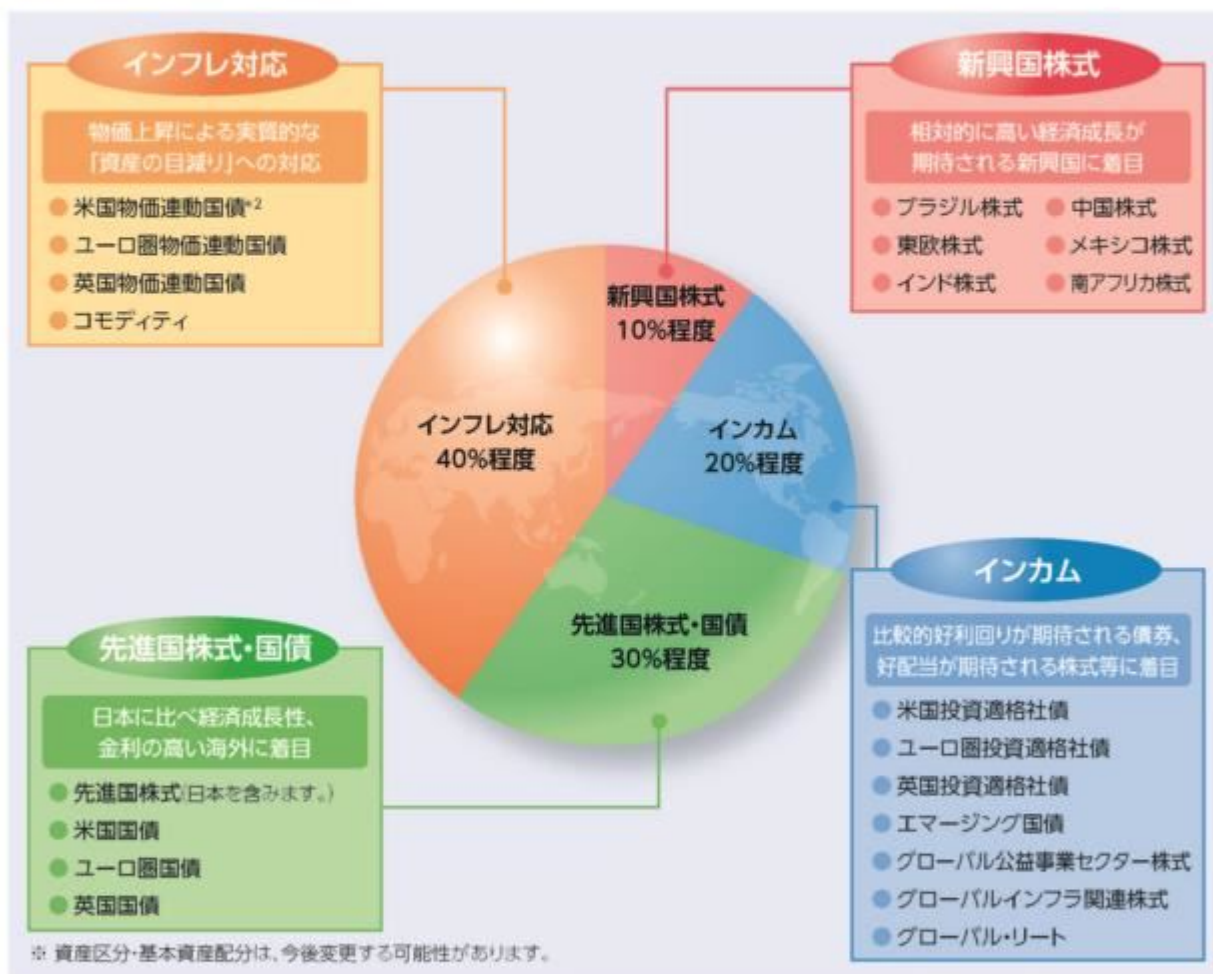 インフレ対応
物価上昇による実質的な
「資産の目減り」への対応
米国物価連動国債*2
ユーロ圏物価連動国債
英国物価連動国債
コモディティ
新興国株式
相対的に高い経済成長が
期待される新興国に着目
ブラジル株式 中国株式
東欧株式 メキシコ株式
インド株式 南アフリカ株式
新興国株式
10%程度
インフレ対応
40%程度
インカム
20%程度
先進国株式・国債
30%程度
先進国株式・国債
日本に比べ経済成長性、
金利の高い海外に着目
先進国株式(日本を含みます。)
米国国債
ユーロ圏国債
英国国債
インカム
比較的好利回りが期待される債券、
好配当が期待される株式等に着目
米国投資適格社債
ユーロ圏投資適格社債
英国投資適格社債
エマージング国債
グローバル公益事業セクター株式
グローバルインフラ関連株式
グローバル・リート
※ 資産区分・基本資産配分は、今後変更する可能性があります。